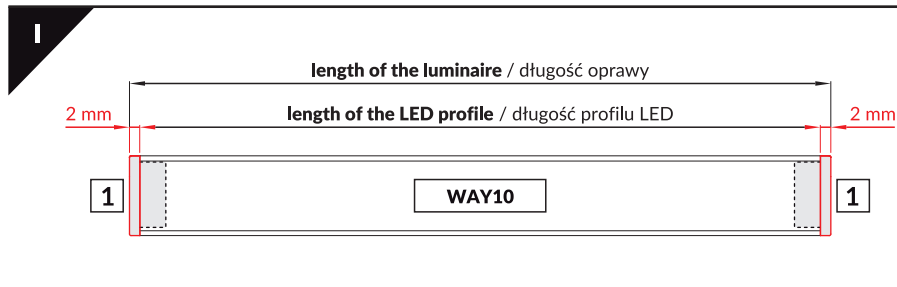 I
length of the luminaire / długość oprawy
2 mm length of the LED profile / długość profilu LED 2 mm
1 WAY10 1